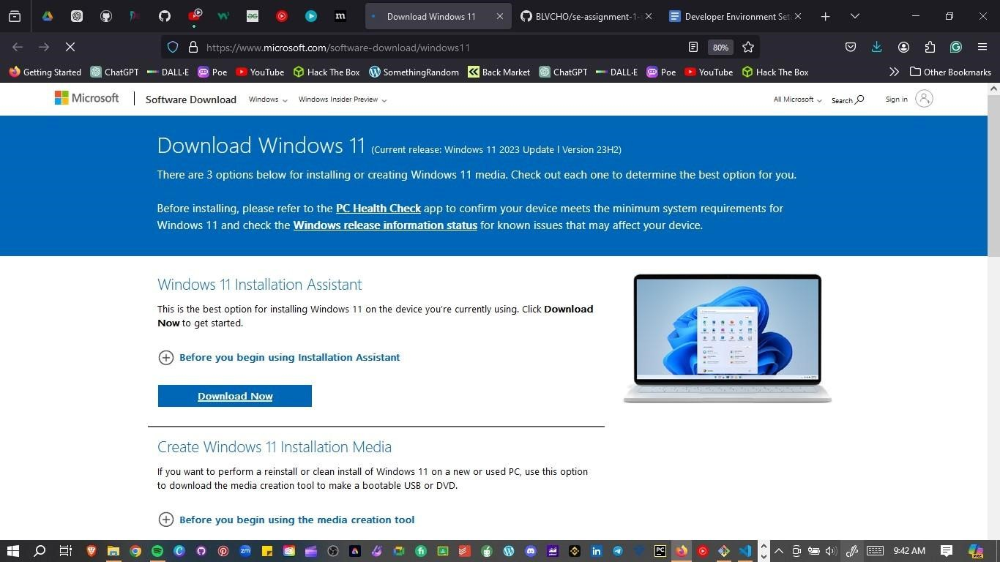 Download Windows 11
BLVCHO/se-assignment-1-
Developer Environment Set
https://www.microsoft.com/software-download/windows11
80%
Getting Started
ChatGPT
DALL·E
Poe
YouTube
Hack The Box
SomethingRandom
Back Market
ChatGPT
DALL·E
Poe
YouTube
Hack The Box
Other Bookmarks
Microsoft
Software Download
Windows
Windows Insider Preview
All Microsoft
Search
Sign in
Download Windows 11 (Current release: Windows 11 2023 Update l Version 23H2)
There are 3 options below for installing or creating Windows 11 media. Check out each one to determine the best option for you.
Before installing, please refer to the PC Health Check app to confirm your device meets the minimum system requirements for
Windows 11 and check the Windows release information status for known issues that may affect your device.
Windows 11 Installation Assistant
This is the best option for installing Windows 11 on the device you're currently using. Click Download
Now to get started.
Before you begin using Installation Assistant
Download Now
Create Windows 11 Installation Media
If you want to perform a reinstall or clean install of Windows 11 on a new or used PC, use this option
to download the media creation tool to make a bootable USB or DVD.
Before you begin using the media creation tool
9:42 AM